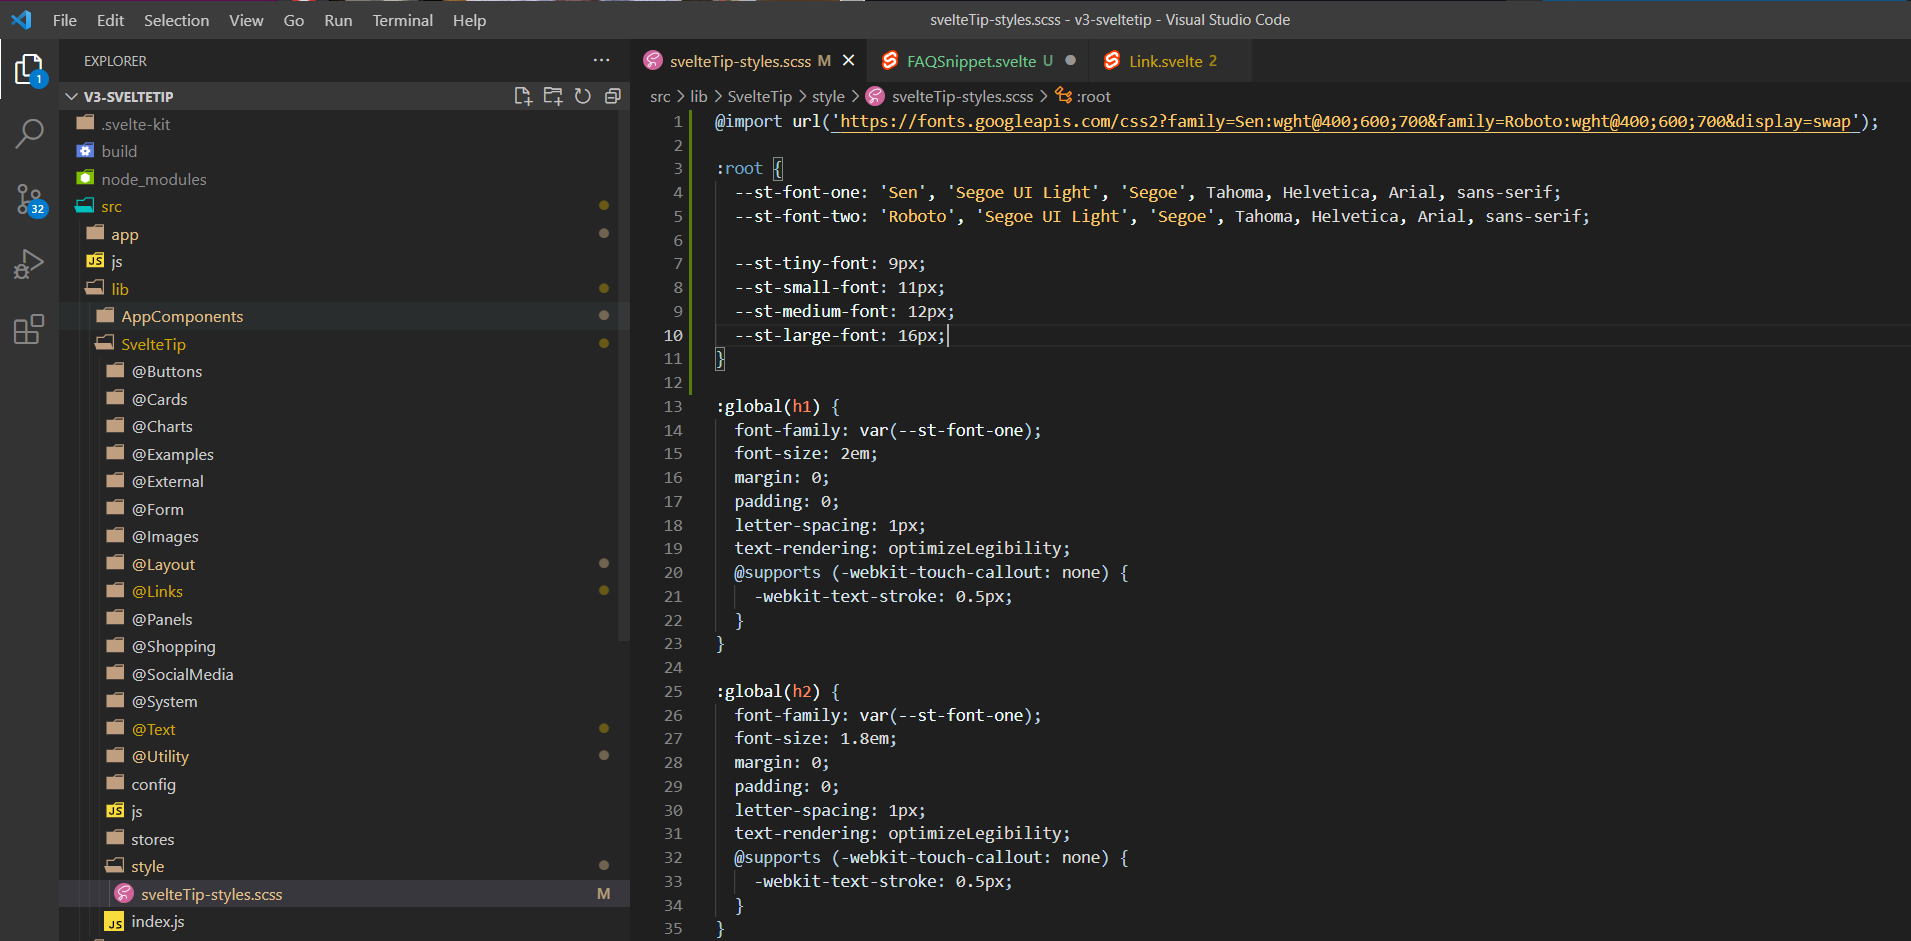 File Edit Selection View Go Run Terminal Help
svelteTip-styles.scss - v3-sveltetip - Visual Studio Code
EXPLORER
V3-SVELTETIP
.svelte-kit
build
node_modules
src
app
JS js
lib
AppComponents
SvelteTip
@Buttons
@Cards
@Charts
@Examples
@External
@Form
@Images
@Layout
@Links
@Panels
@Shopping
@SocialMedia
@System
@Text
@Utility
config
JS js
stores
style
svelteTip-styles.scss M
JS index.js
1
32
svelteTip-styles.scss M
FAQSnippet.svelte U
Link.svelte 2
src > lib > SvelteTip > style > svelteTip-styles.scss > :root
1 @import url('https://fonts.googleapis.com/css2?family=Sen:wght@400;600;700&family=Roboto:wght@400;600;700&display=swap');
2
3 :root {
4 --st-font-one: 'Sen', 'Segoe UI Light', 'Segoe', Tahoma, Helvetica, Arial, sans-serif;
5 --st-font-two: 'Roboto', 'Segoe UI Light', 'Segoe', Tahoma, Helvetica, Arial, sans-serif;
6
7 --st-tiny-font: 9px;
8 --st-small-font: 11px;
9 --st-medium-font: 12px;
10 --st-large-font: 16px;
11 }
12
13 :global(h1) {
14 font-family: var(--st-font-one);
15 font-size: 2em;
16 margin: 0;
17 padding: 0;
18 letter-spacing: 1px;
19 text-rendering: optimizeLegibility;
20 @supports (-webkit-touch-callout: none) {
21 -webkit-text-stroke: 0.5px;
22 }
23 }
24
25 :global(h2) {
26 font-family: var(--st-font-one);
27 font-size: 1.8em;
28 margin: 0;
29 padding: 0;
30 letter-spacing: 1px;
31 text-rendering: optimizeLegibility;
32 @supports (-webkit-touch-callout: none) {
33 -webkit-text-stroke: 0.5px;
34 }
35 }